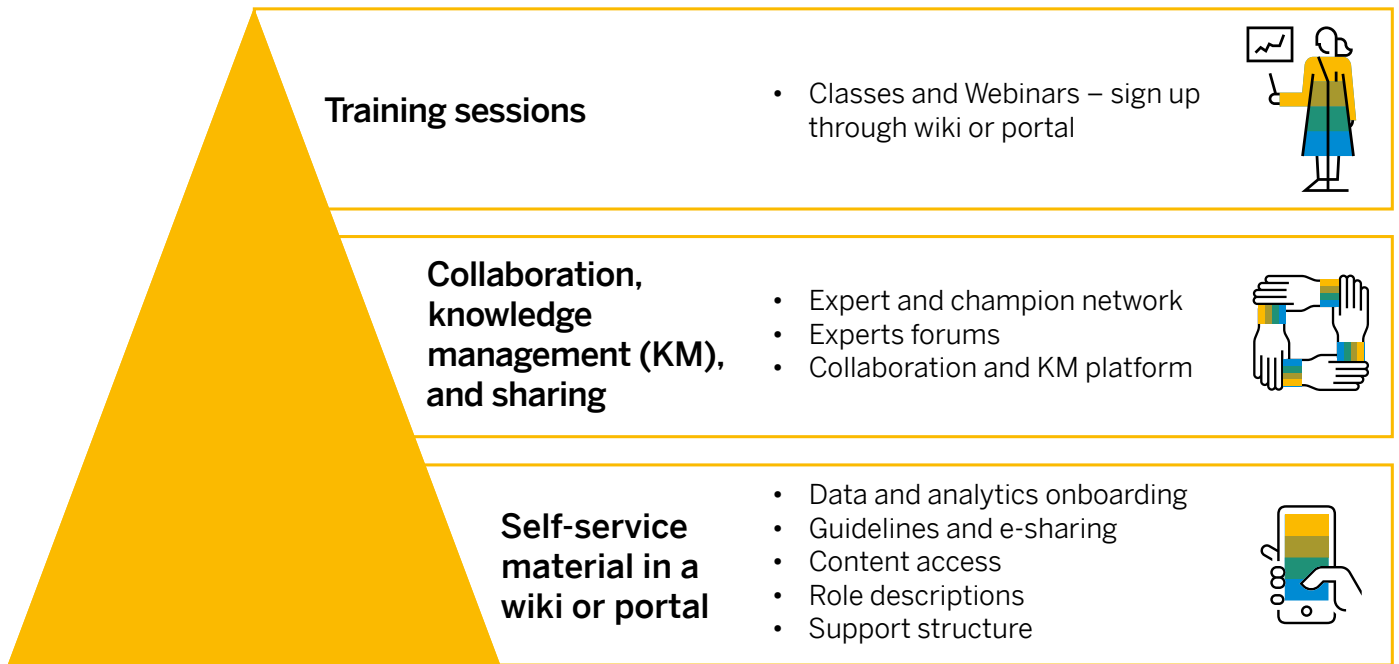 Training sessions
• Classes and Webinars – sign up
through wiki or portal
Collaboration,
knowledge
management (KM),
and sharing
• Expert and champion network
• Experts forums
• Collaboration and KM platform
Self-service
material in a
wiki or portal
• Data and analytics onboarding
• Guidelines and e-sharing
• Content access
• Role descriptions
• Support structure